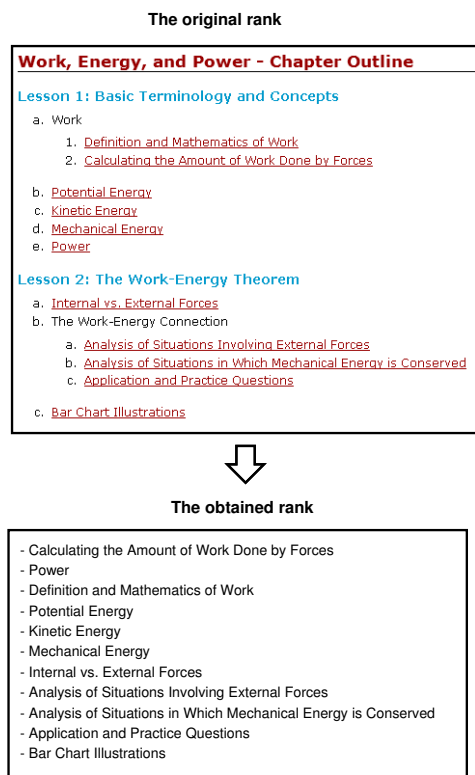 The original rank
Work, Energy, and Power - Chapter Outline
Lesson 1: Basic Terminology and Concepts
a. Work
1. Definition and Mathematics of Work
2. Calculating the Amount of Work Done by Forces
b. Potential Energy
c. Kinetic Energy
d. Mechanical Energy
e. Power
Lesson 2: The Work-Energy Theorem
a. Internal vs. External Forces
b. The Work-Energy Connection
a. Analysis of Situations Involving External Forces
b. Analysis of Situations in Which Mechanical Energy is Conserved
c. Application and Practice Questions
c. Bar Chart Illustrations
The obtained rank
- Calculating the Amount of Work Done by Forces
- Power
- Definition and Mathematics of Work
- Potential Energy
- Kinetic Energy
- Mechanical Energy
- Internal vs. External Forces
- Analysis of Situations Involving External Forces
- Analysis of Situations in Which Mechanical Energy is Conserved
- Application and Practice Questions
- Bar Chart Illustrations